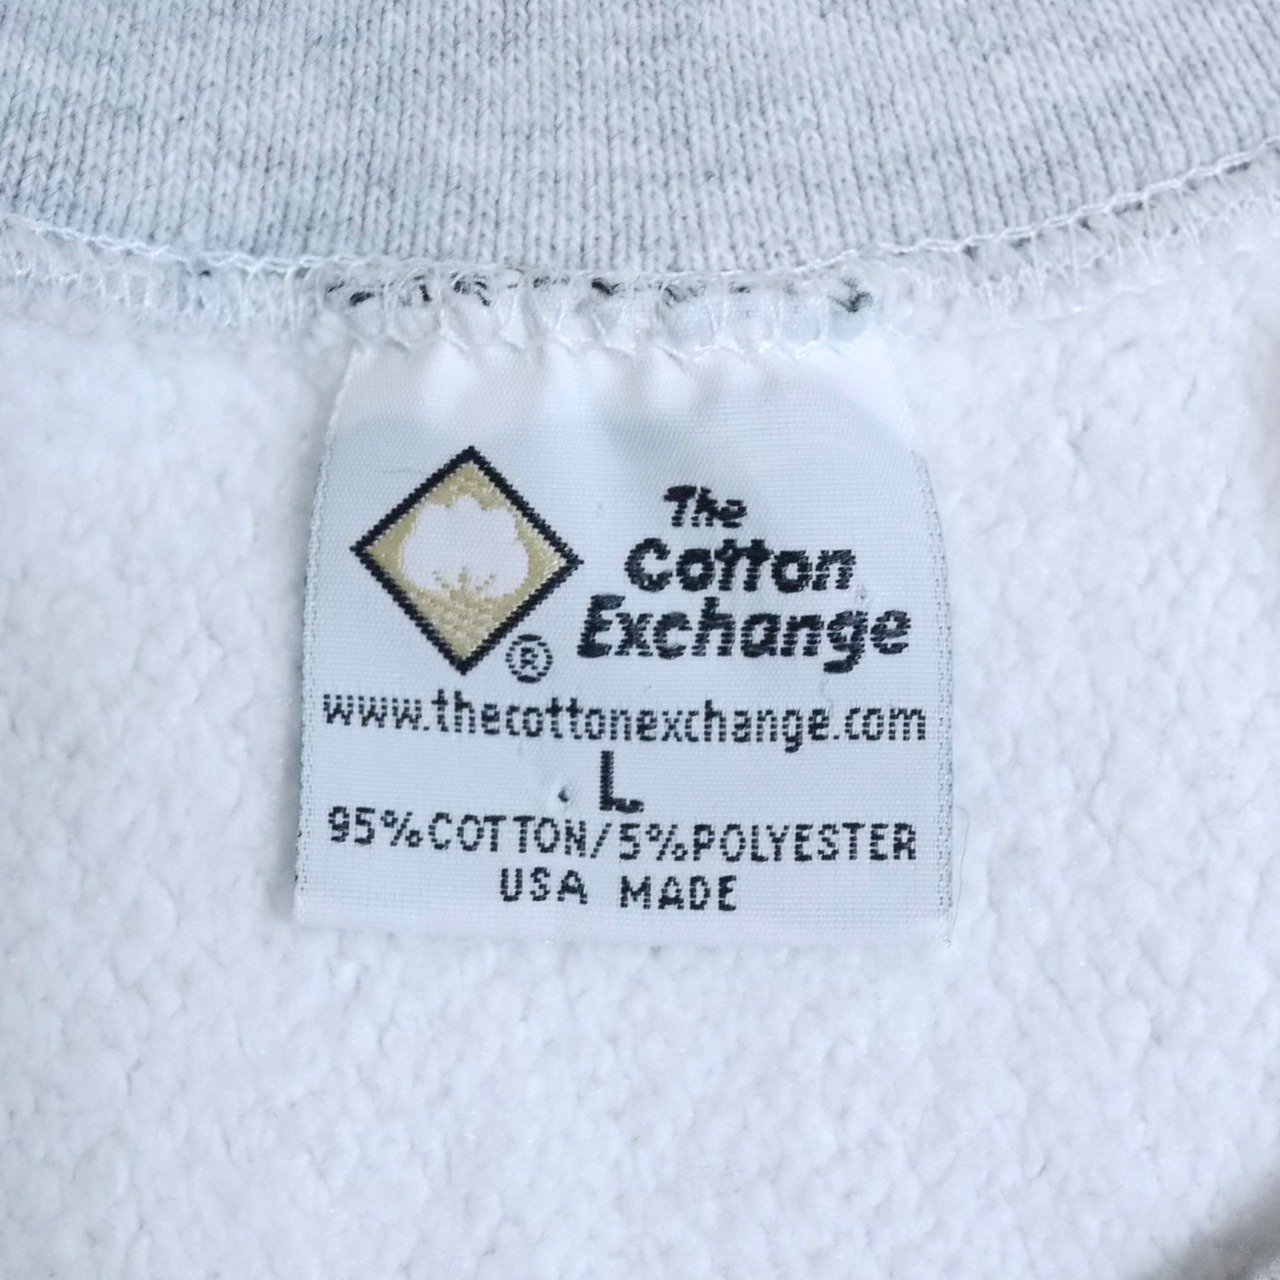 The
Cotton
Exchange
®
www.thecottonexchange.com
L
95%COTTON/5%POLYESTER
USA MADE